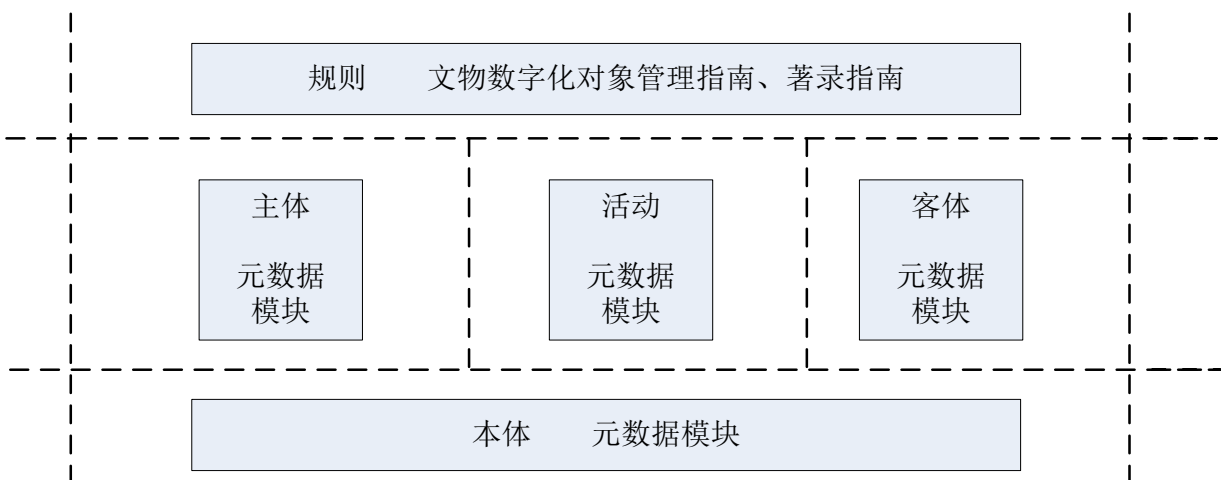 规则　　文物数字化对象管理指南、著录指南
主体
元数据
模块
活动
元数据
模块
客体
元数据
模块
本体　　元数据模块